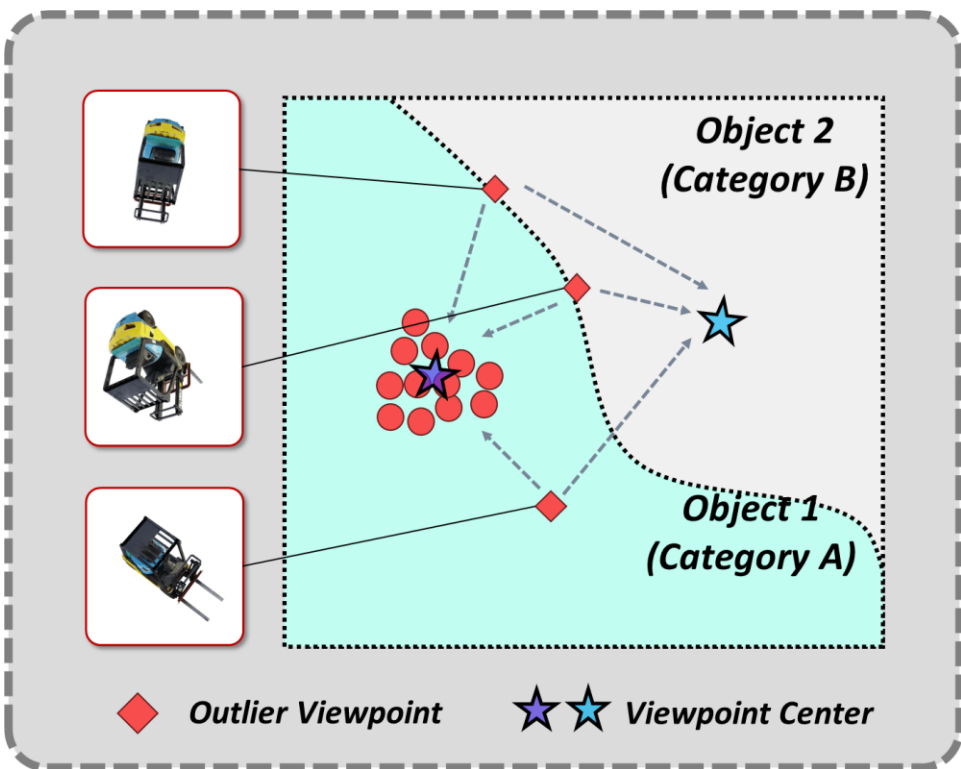 Object 2
(Category B)
Object 1
(Category A)
Outlier Viewpoint
Viewpoint Center